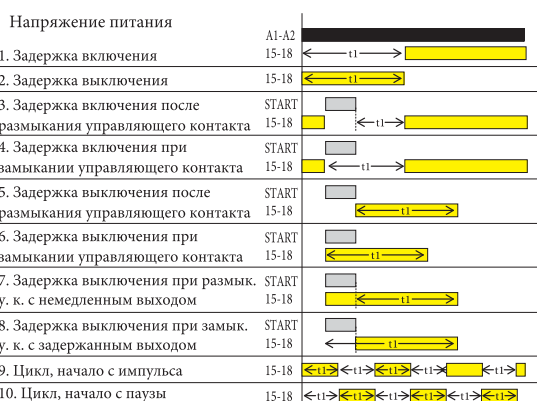 Напряжение питания
A1-A2
1. Задержка включения 15-18 t1
2. Задержка выключения 15-18 t1
3. Задержка включения после START
размыкания управляющего контакта 15-18 t1
4. Задержка включения при START
замыкании управляющего контакта 15-18 t1
5. Задержка выключения после START
размыкания управляющего контакта 15-18 t1
6. Задержка выключения при START
замыкании управляющего контакта 15-18 t1
7. Задержка выключения при размык. START
у. к. с немедленным выходом 15-18 t1
8. Задержка выключения при замык. START
у. к. с задержанным выходом 15-18 t1
9. Цикл, начало с импульса 15-18 t1 t1 t1 t1 t1
10. Цикл, начало с паузы 15-18 t1 t1 t1 t1 t1 t1